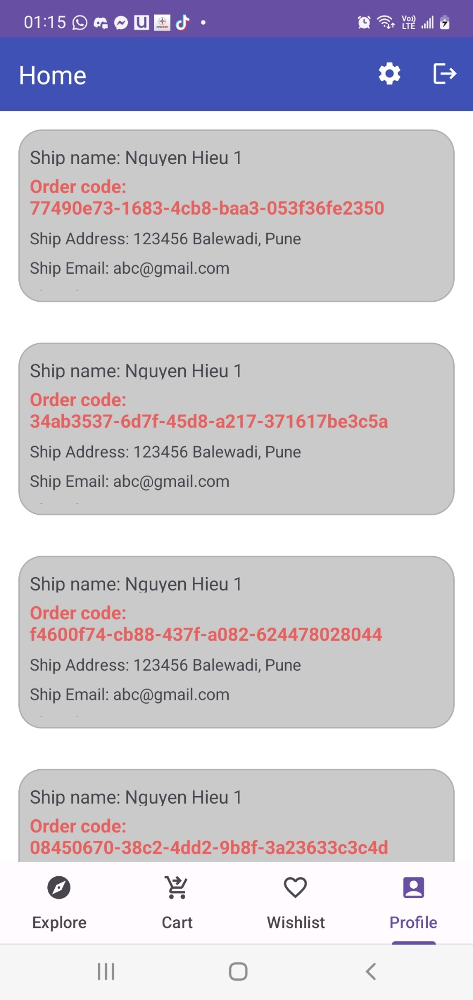 01:15
Vo)) LTE
Home
Ship name: Nguyen Hieu 1
Order code:
77490e73-1683-4cb8-baa3-053f36fe2350
Ship Address: 123456 Balewadi, Pune
Ship Email: abc@gmail.com
Ship name: Nguyen Hieu 1
Order code:
34ab3537-6d7f-45d8-a217-371617be3c5a
Ship Address: 123456 Balewadi, Pune
Ship Email: abc@gmail.com
Ship name: Nguyen Hieu 1
Order code:
f4600f74-cb88-437f-a082-624478028044
Ship Address: 123456 Balewadi, Pune
Ship Email: abc@gmail.com
Ship name: Nguyen Hieu 1
Order code:
08450670-38c2-4dd2-9b8f-3a23633c3c4d
Explore
Cart
Wishlist
Profile